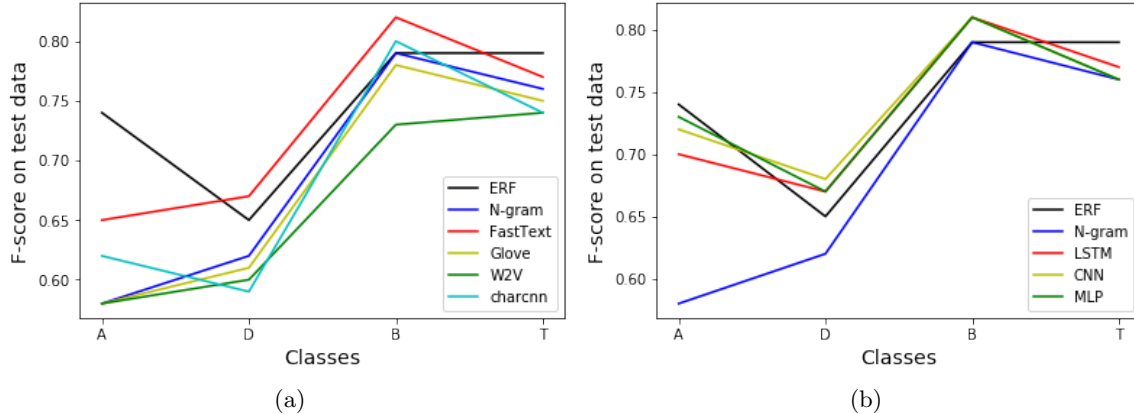 F-score on test data
0.80
0.75
0.70
0.65
0.60
ERF
N-gram
FastText
Glove
W2V
charcnn
A
D
B
T
Classes
(a)
F-score on test data
0.80
0.75
0.70
0.65
0.60
ERF
N-gram
LSTM
CNN
MLP
A
D
B
T
Classes
(b)